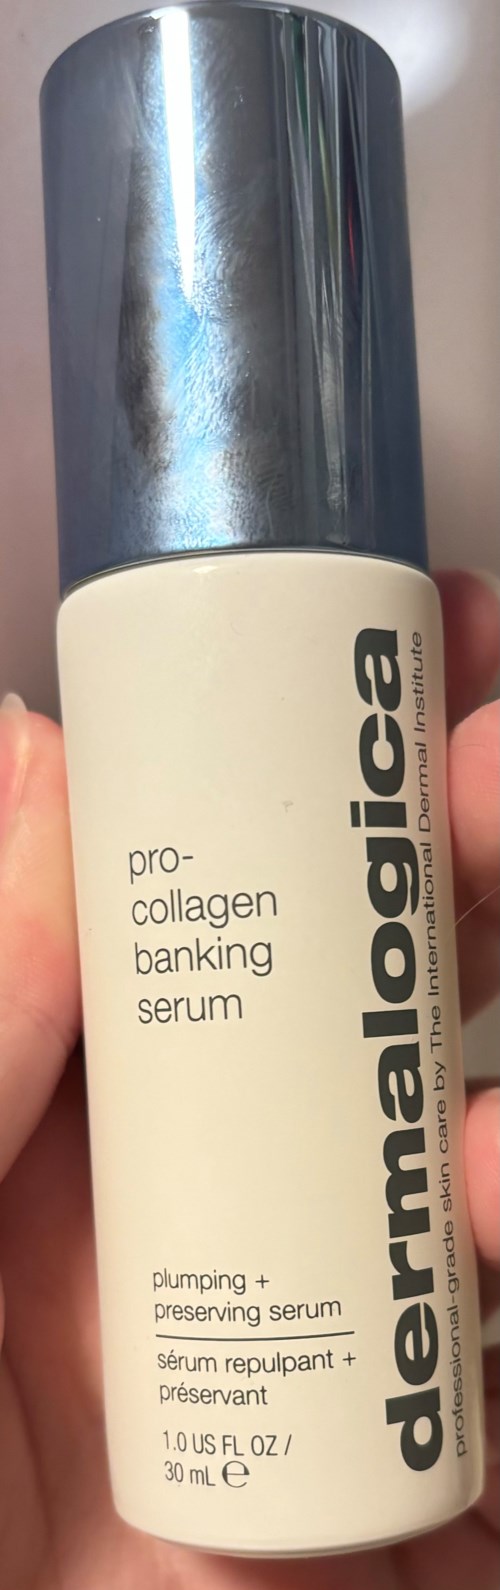 pro-
collagen
banking
serum
plumping +
preserving serum
sérum repulpant +
préservant
1.0 US FL OZ /
30 mL ℮
dermalogica
professional-grade skin care by The International Dermal Institute